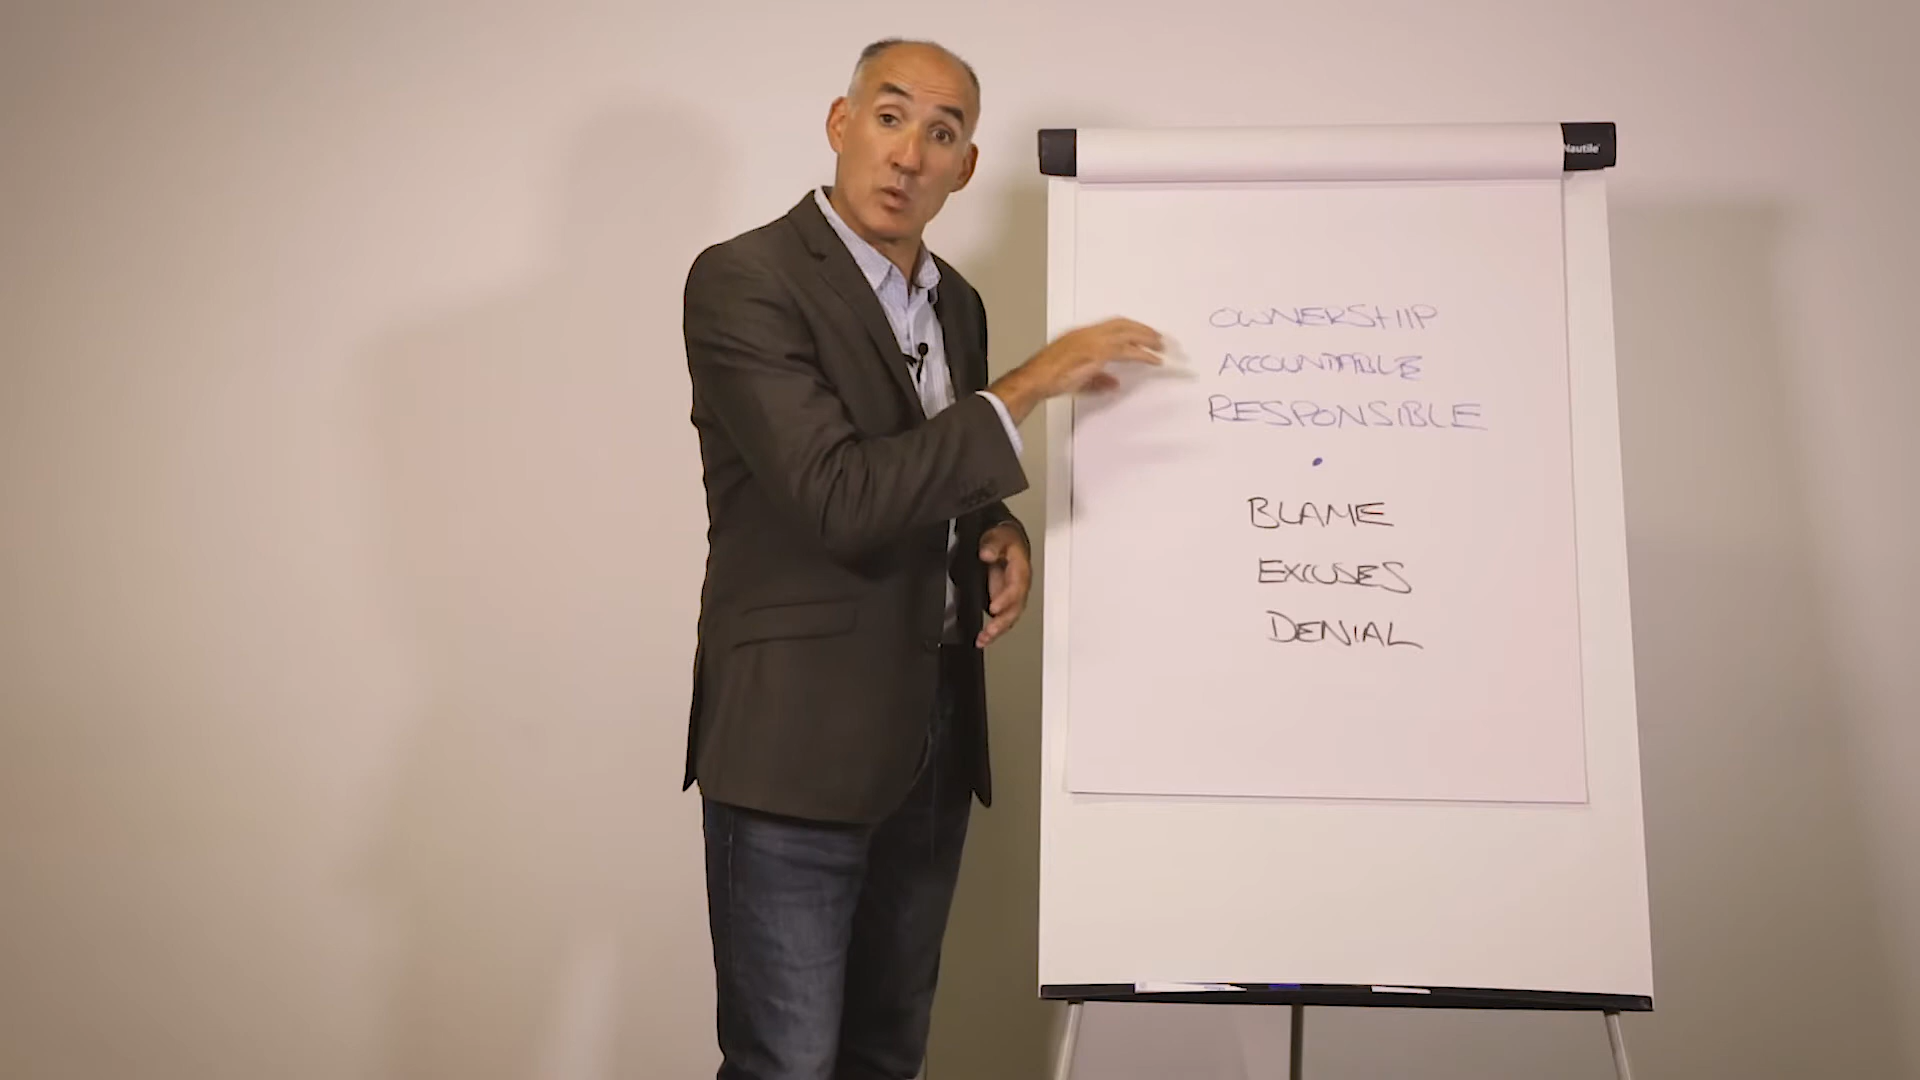 Nautile
OWNERSHIP
ACCOUNTABLE
RESPONSIBLE
BLAME
EXCUSES
DENIAL